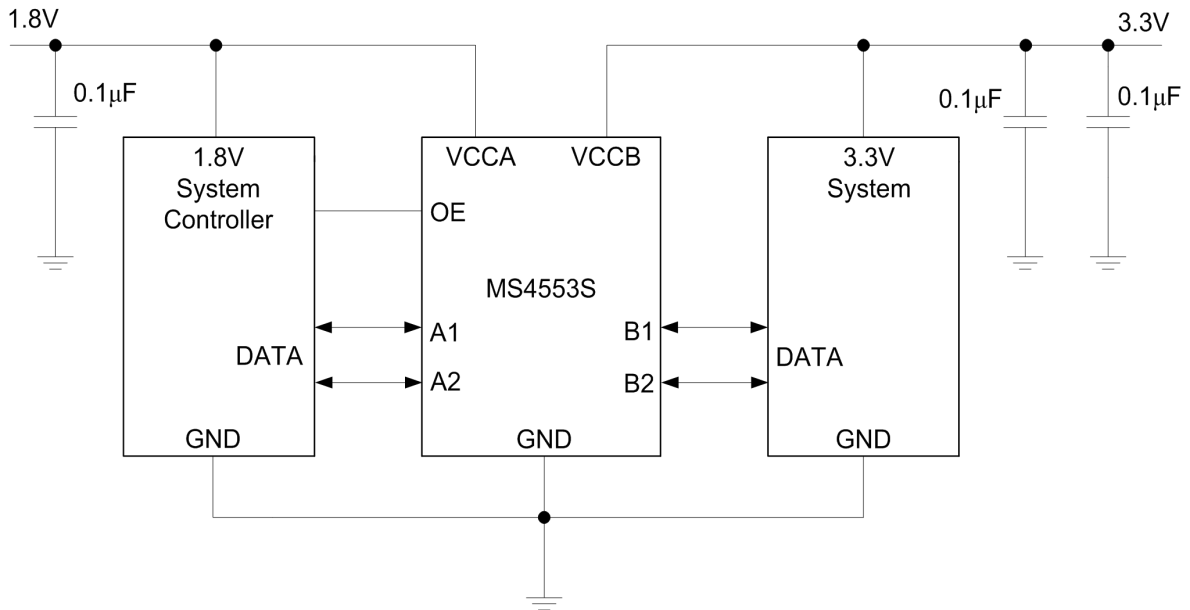 1.8V
3.3V
0.1μF
0.1μF
0.1μF
1.8V
System
Controller
VCCA
VCCB
3.3V
System
OE
MS4553S
A1
B1
DATA
DATA
A2
B2
GND
GND
GND